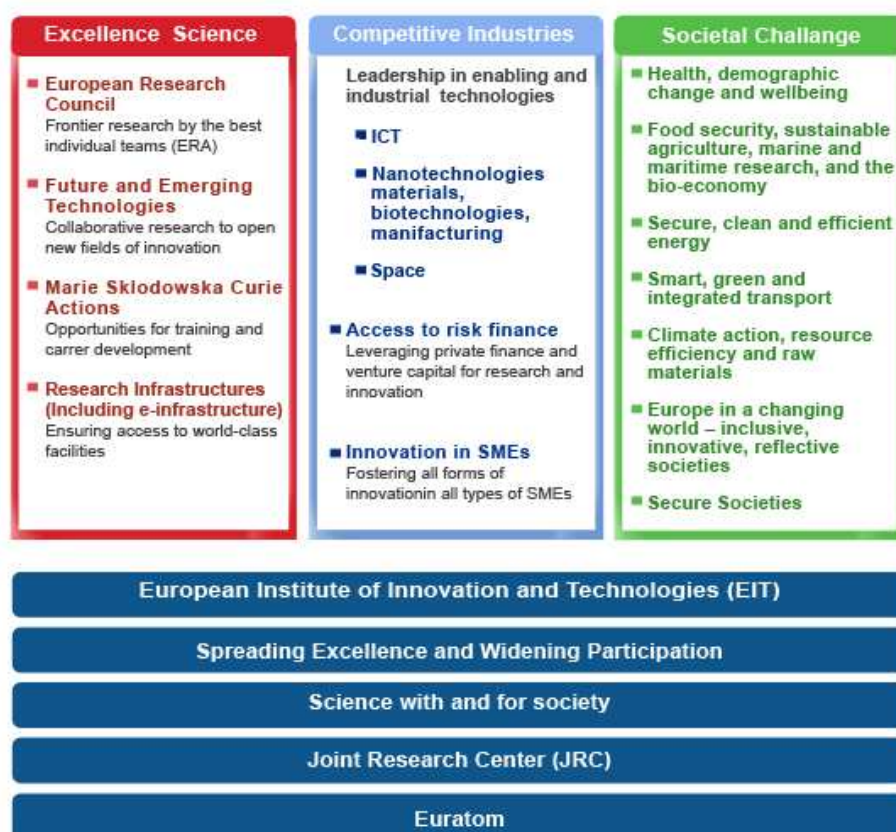 Excellence Science
European Research
Council
Frontier research by the best
individual teams (ERA)
Future and Emerging
Technologies
Collaborative research to open
new fields of innovation
Marie Sklodowska Curie
Actions
Opportunities for training and
carrer development
Research Infrastructures
(Including e-infrastructure)
Ensuring access to world-class
facilities
Competitive Industries
Leadership in enabling and
industrial technologies
ICT
Nanotechnologies
materials,
biotechnologies,
manifacturing
Space
Access to risk finance
Leveraging private finance and
venture capital for research and
innovation
Innovation in SMEs
Fostering all forms of
innovationin all types of SMEs
Societal Challange
Health, demographic
change and wellbeing
Food security, sustainable
agriculture, marine and
maritime research, and the
bio-economy
Secure, clean and efficient
energy
Smart, green and
integrated transport
Climate action, resource
efficiency and raw
materials
Europe in a changing
world – inclusive,
innovative, reflective
societies
Secure Societies
European Institute of Innovation and Technologies (EIT)
Spreading Excellence and Widening Participation
Science with and for society
Joint Research Center (JRC)
Euratom